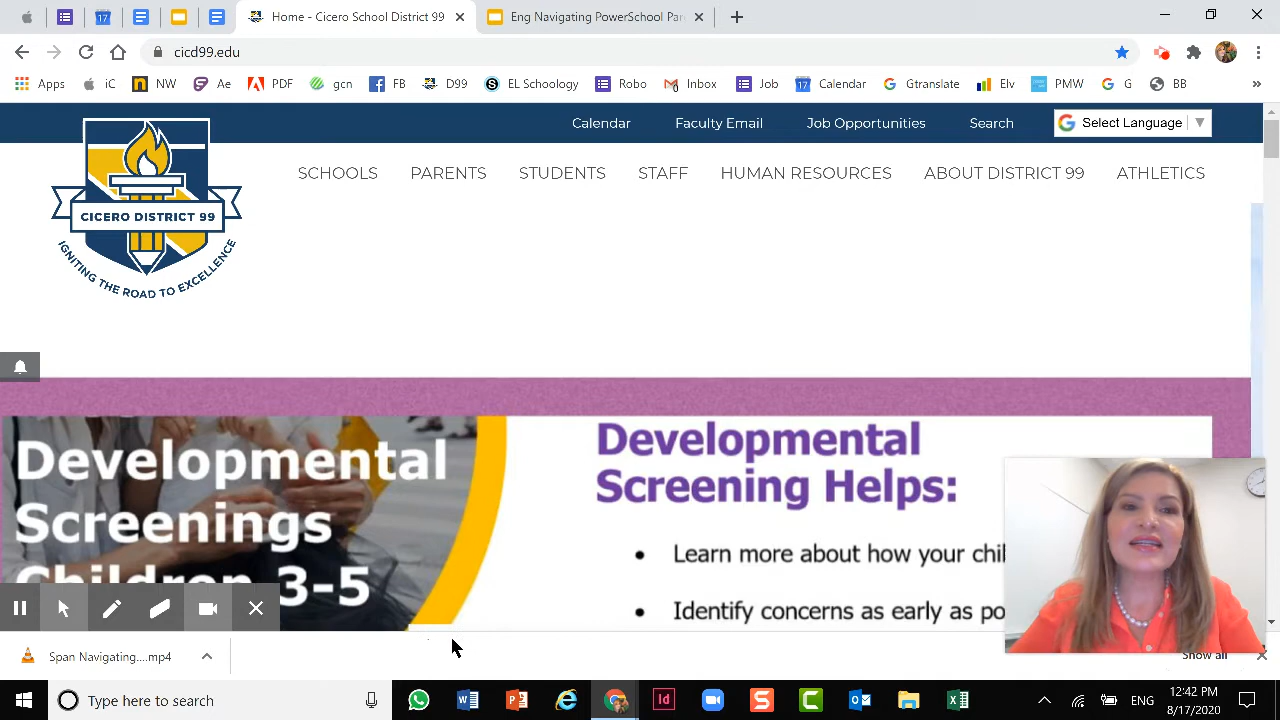 Home - Cicero School District 99
Eng Navigating PowerSchool Par
cicd99.edu
Apps iC NW Ae PDF gcn FB D99 EL Schoology Robo Inbox Job Calendar Gtranslate Elv PMW G BB
Calendar Faculty Email Job Opportunities Search Select Language
SCHOOLS PARENTS STUDENTS STAFF HUMAN RESOURCES ABOUT DISTRICT 99 ATHLETICS
CICERO DISTRICT 99
IGNITING THE ROAD TO EXCELLENCE
Developmental
Screenings
Children 3-5
Developmental
Screening Helps:
• Learn more about how your chil
• Identify concerns as early as po
Span Navigating....mp4
Show all
Type here to search
ENG
12:42 PM
8/17/2020